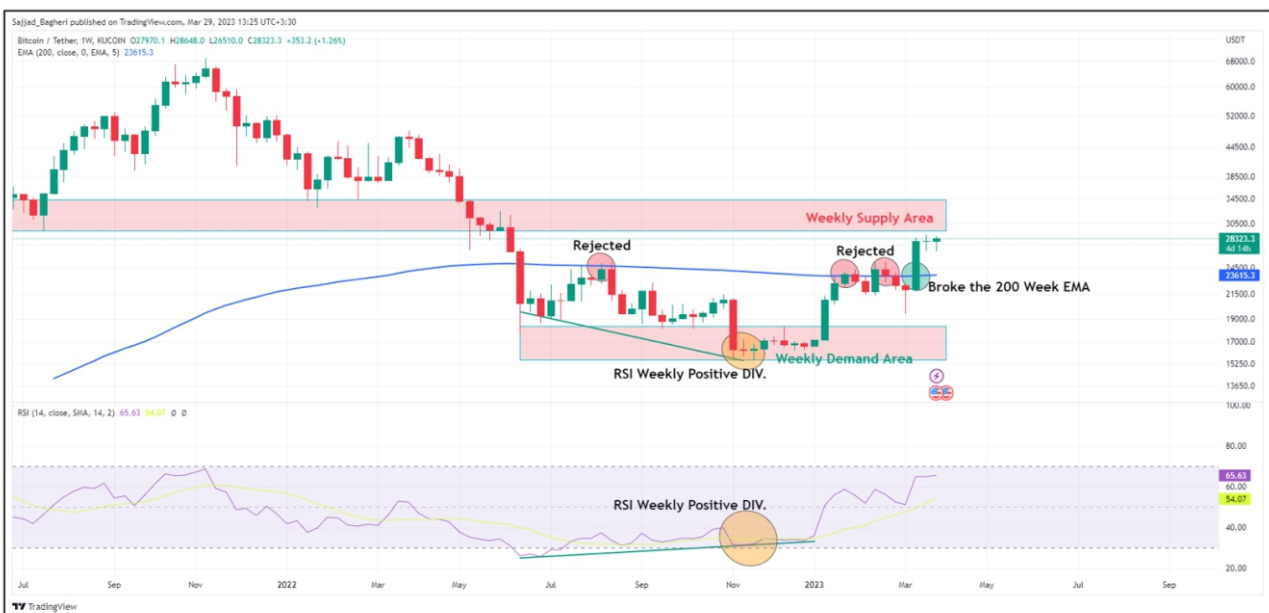 Sajjad_Bagheri published on TradingView.com, Mar 29, 2023 13:25 UTC+3:30
Bitcoin / Tether, 1W, KUCOIN O27970.1 H28648.0 L26510.0 C28323.3 +353.2 (+1.26%)
EMA (200, close, 0, EMA, 5) 23615.3
USDT
68000.0
60000.0
52000.0
44500.0
38500.0
34500.0
Weekly Supply Area
30500.0
Rejected
Rejected
28323.3
4d 14h
24500.0
23615.3
Broke the 200 Week EMA
21500.0
19000.0
17000.0
Weekly Demand Area
15250.0
RSI Weekly Positive DIV.
13650.0
RSI (14, close, SMA, 14, 2) 65.63 54.07 Ø Ø
100.00
80.00
65.63
60.00
RSI Weekly Positive DIV.
54.07
40.00
20.00
Jul Sep Nov 2022 Mar May Jul Sep Nov 2023 Mar May Jul Sep
TradingView